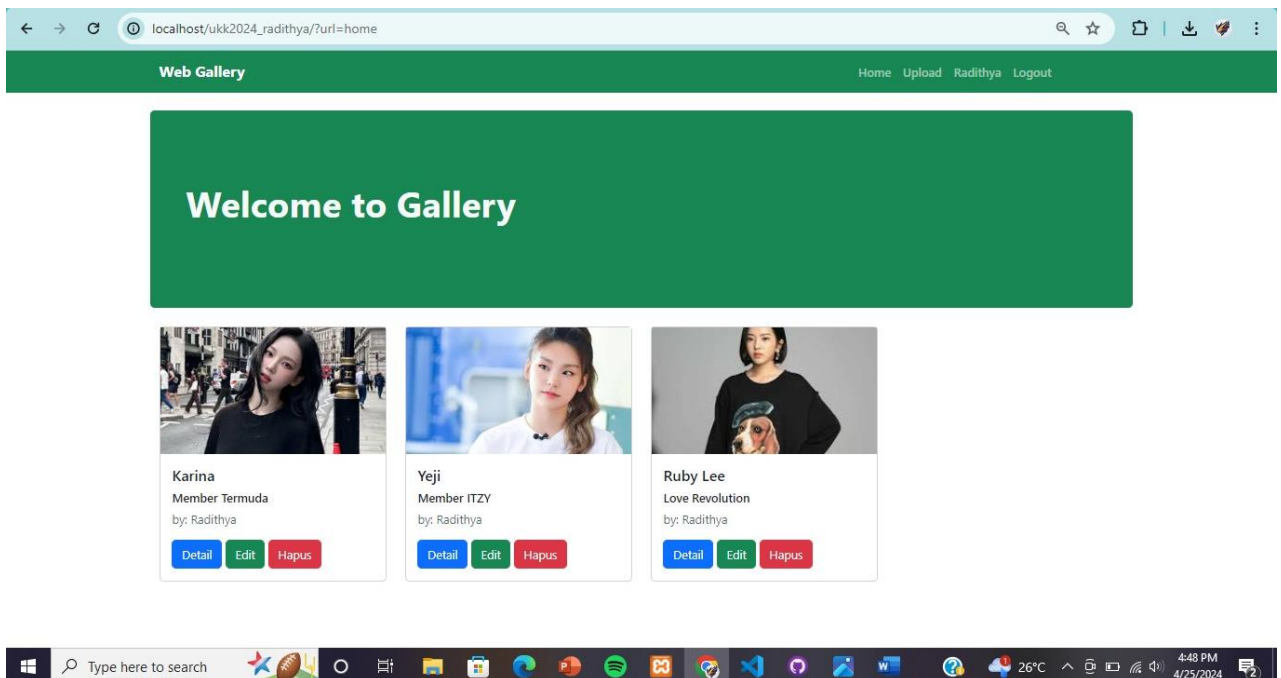 localhost/ukk2024_radithya/?url=home
Web Gallery
Home Upload Radithya Logout
Welcome to Gallery
Karina
Member Termuda
by: Radithya
Detail Edit Hapus
Yeji
Member ITZY
by: Radithya
Detail Edit Hapus
Ruby Lee
Love Revolution
by: Radithya
Detail Edit Hapus
Type here to search
26°C
4:48 PM
4/25/2024
2